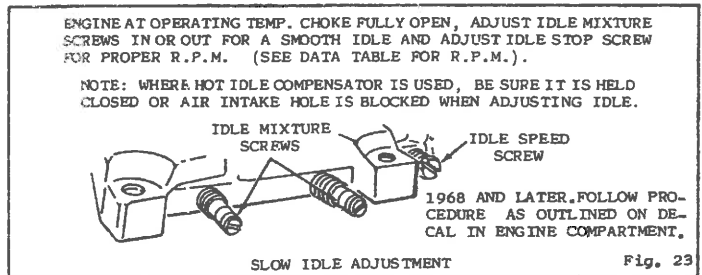 ENGINE AT OPERATING TEMP. CHOKE FULLY OPEN, ADJUST IDLE MIXTURE
SCREWS IN OR OUT FOR A SMOOTH IDLE AND ADJUST IDLE STOP SCREW
FOR PROPER R.P.M. (SEE DATA TABLE FOR R.P.M.).
NOTE: WHERE HOT IDLE COMPENSATOR IS USED, BE SURE IT IS HELD
CLOSED OR AIR INTAKE HOLE IS BLOCKED WHEN ADJUSTING IDLE.
IDLE MIXTURE
SCREWS
IDLE SPEED
SCREW
1968 AND LATER.FOLLOW PRO-
CEDURE AS OUTLINED ON DE-
CAL IN ENGINE COMPARTMENT.
SLOW IDLE ADJUSTMENT
Fig. 23